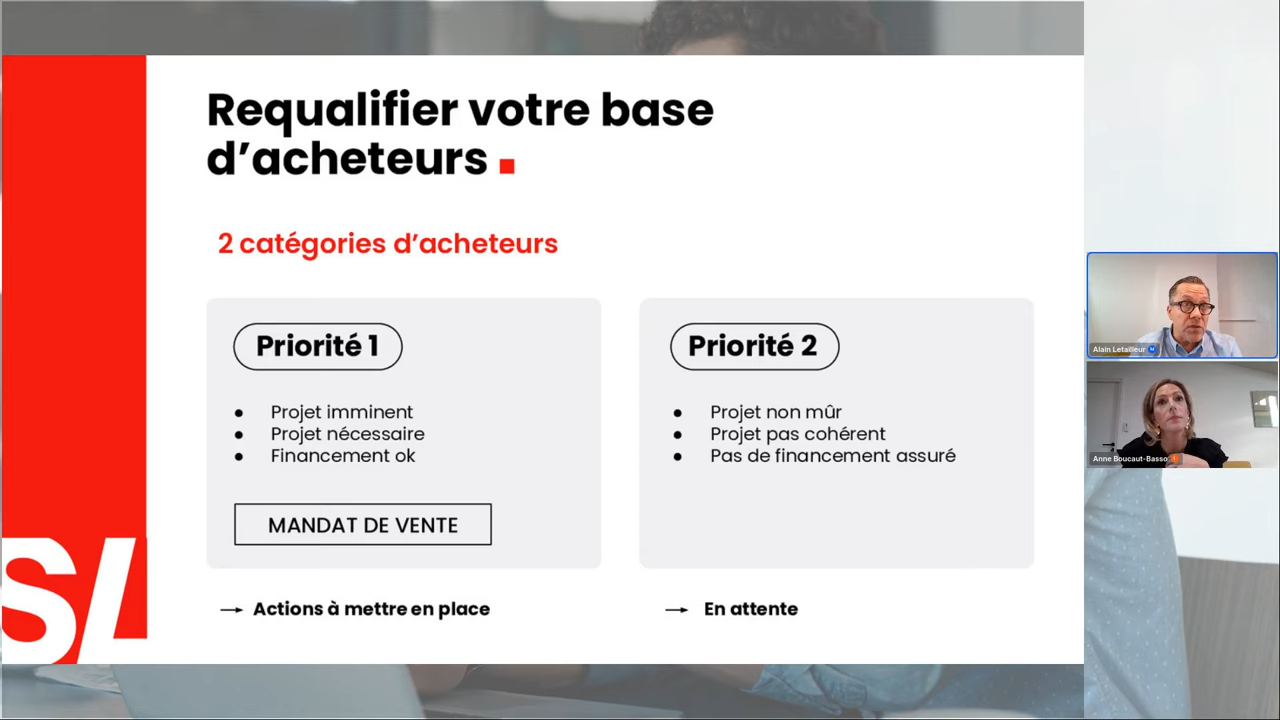 Requalifier votre base
d’acheteurs
2 catégories d’acheteurs
Priorité 1
● Projet imminent
● Projet nécessaire
● Financement ok
MANDAT DE VENTE
→ Actions à mettre en place
Priorité 2
● Projet non mûr
● Projet pas cohérent
● Pas de financement assuré
→ En attente
SL
Alain Letailleur
Anne Boucaut-Basso